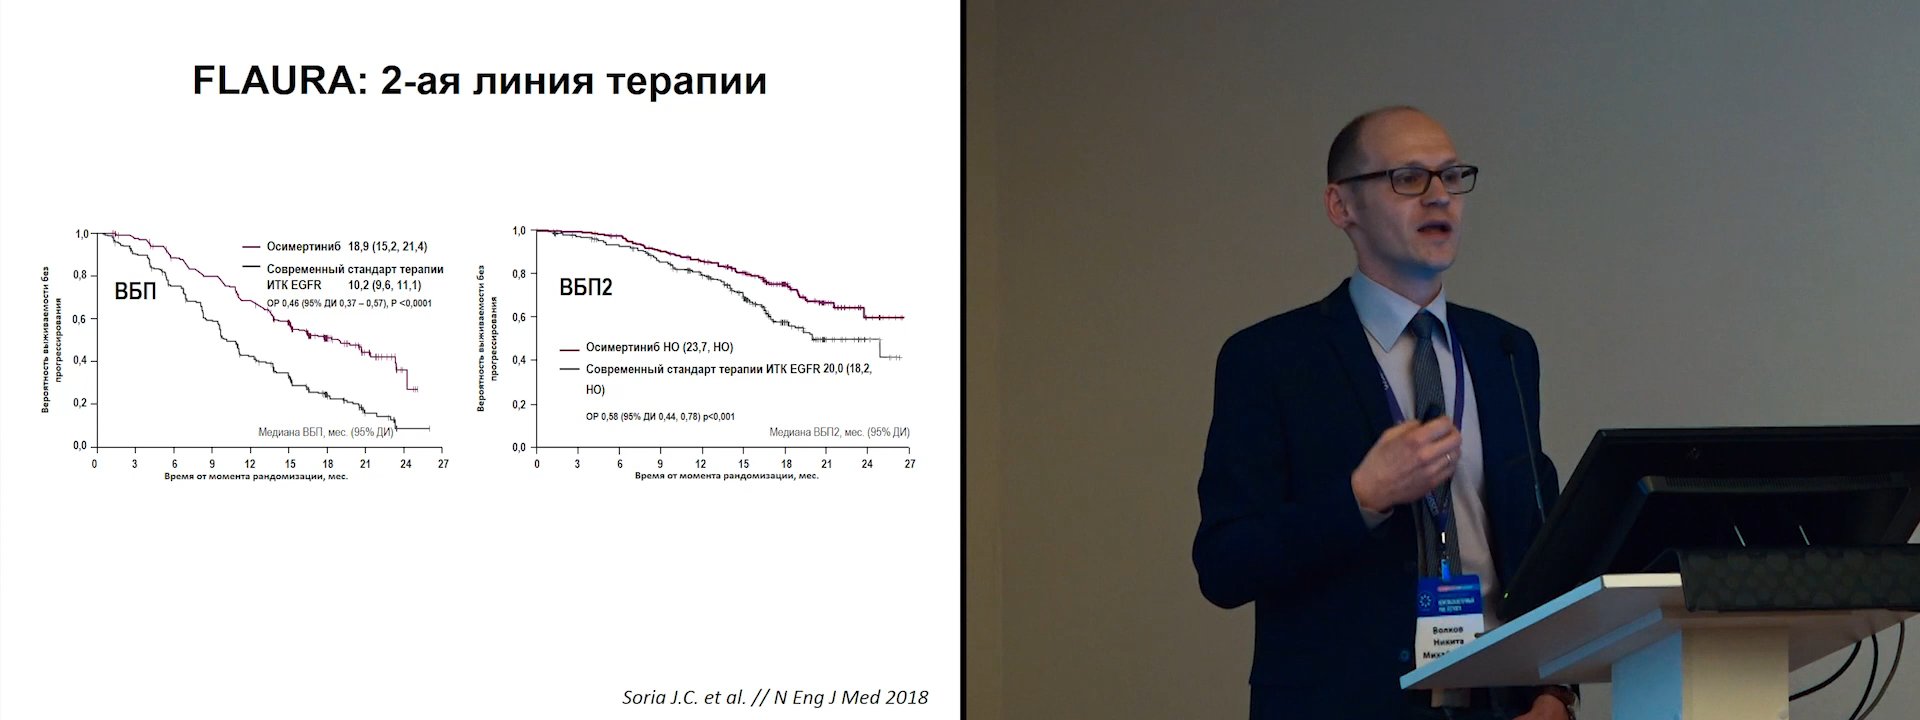 FLAURA: 2-ая линия терапии
Вероятность выживаемости без
прогрессирования
1,0
0,8
0,6
0,4
0,2
0,0
ВБП
Осимертиниб 18,9 (15,2, 21,4)
Современный стандарт терапии
ИТК EGFR 10,2 (9,6, 11,1)
ОР 0,46 (95% ДИ 0,37 – 0,57), P <0,0001
Медиана ВБП, мес. (95% ДИ)
0 3 6 9 12 15 18 21 24 27
Время от момента рандомизации, мес.
Вероятность выживаемости без
прогрессирования
1,0
0,8
0,6
0,4
0,2
0,0
ВБП2
Осимертиниб НО (23,7, НО)
Современный стандарт терапии ИТК EGFR 20,0 (18,2,
НО)
ОР 0,58 (95% ДИ 0,44, 0,78) p<0,001
Медиана ВБП2, мес. (95% ДИ)
0 3 6 9 12 15 18 21 24 27
Время от момента рандомизации, мес.
Soria J.C. et al. // N Eng J Med 2018
Волков
Никита